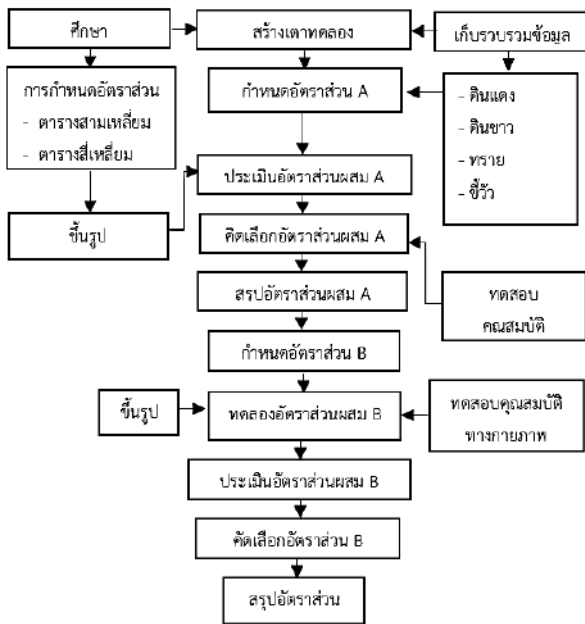 ศึกษา
สร้างเตาทดลอง
เก็บรวบรวมข้อมูล
การกำหนดอัตราส่วน
- ตารางสามเหลี่ยม
- ตารางสี่เหลี่ยม
กำหนดอัตราส่วน A
- ดินแดง
- ดินขาว
- ทราย
- ขี้วัว
ประเมินอัตราส่วนผสม A
ขึ้นรูป
คัดเลือกอัตราส่วนผสม A
สรุปอัตราส่วนผสม A
ทดสอบ
คุณสมบัติ
กำหนดอัตราส่วน B
ขึ้นรูป
ทดลองอัตราส่วนผสม B
ทดสอบคุณสมบัติ
ทางกายภาพ
ประเมินอัตราส่วนผสม B
คัดเลือกอัตราส่วน B
สรุปอัตราส่วน